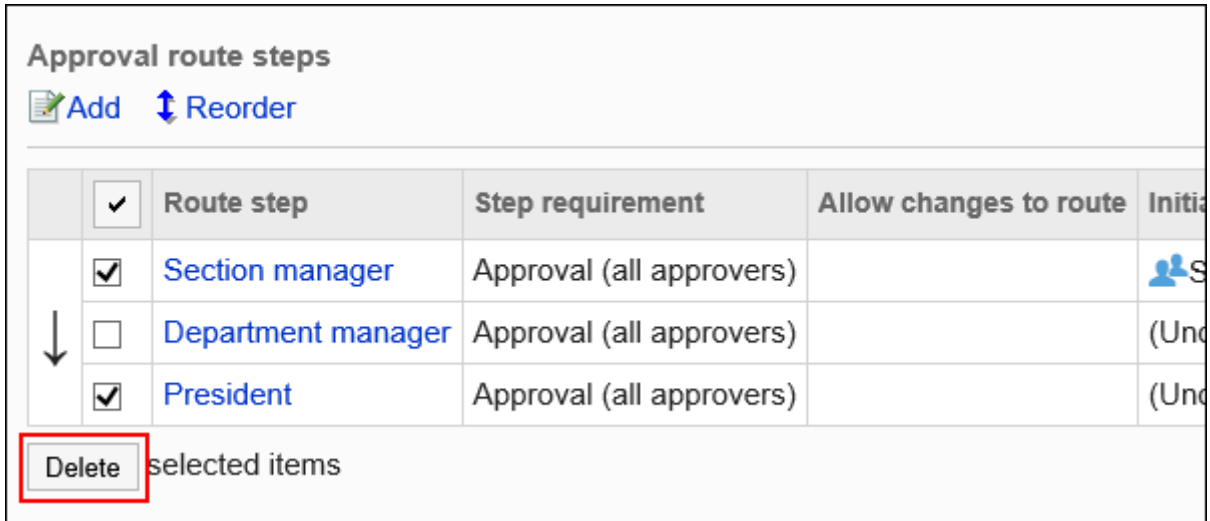 Approval route steps
Add Reorder
Route step Step requirement Allow changes to route
Section manager Approval (all approvers)
Department manager Approval (all approvers)
President Approval (all approvers)
Delete selected items